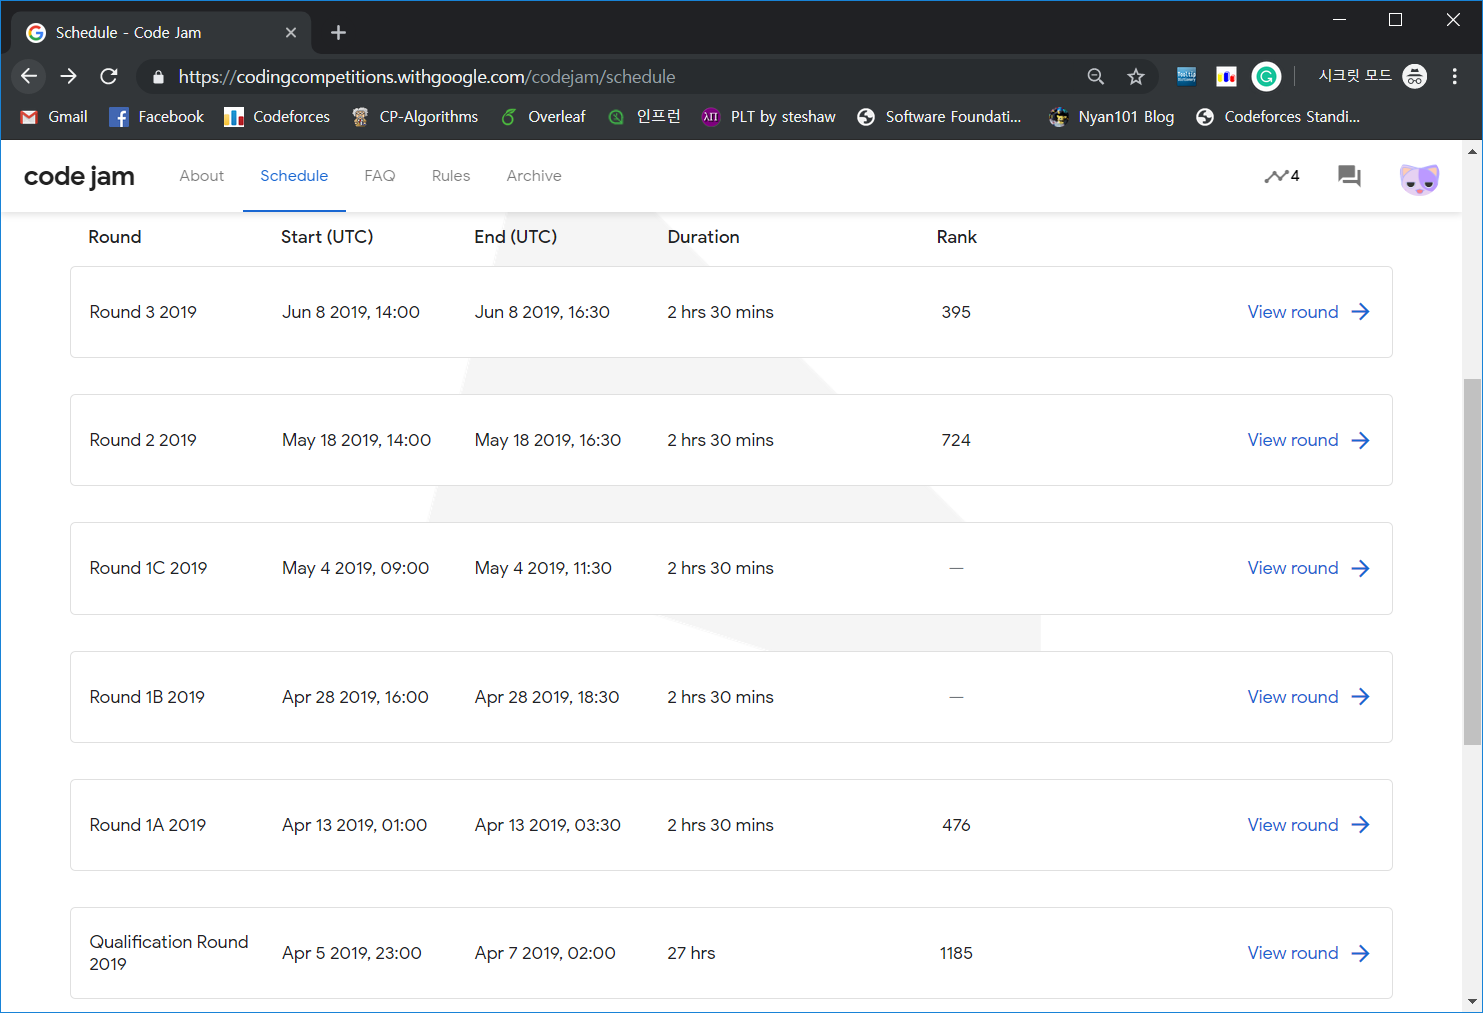 Schedule - Code Jam
https://codingcompetitions.withgoogle.com/codejam/schedule
시크릿 모드
Gmail Facebook Codeforces CP-Algorithms Overleaf 인프런 λΠ PLT by steshaw Software Foundati... Nyan101 Blog Codeforces Standi...
code jam About Schedule FAQ Rules Archive 4
Round Start (UTC) End (UTC) Duration Rank
Round 3 2019 Jun 8 2019, 14:00 Jun 8 2019, 16:30 2 hrs 30 mins 395 View round
Round 2 2019 May 18 2019, 14:00 May 18 2019, 16:30 2 hrs 30 mins 724 View round
Round 1C 2019 May 4 2019, 09:00 May 4 2019, 11:30 2 hrs 30 mins — View round
Round 1B 2019 Apr 28 2019, 16:00 Apr 28 2019, 18:30 2 hrs 30 mins — View round
Round 1A 2019 Apr 13 2019, 01:00 Apr 13 2019, 03:30 2 hrs 30 mins 476 View round
Qualification Round
2019 Apr 5 2019, 23:00 Apr 7 2019, 02:00 27 hrs 1185 View round